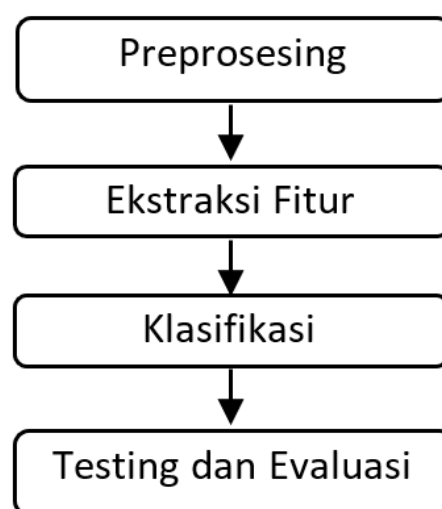 Preprosesing
Ekstraksi Fitur
Klasifikasi
Testing dan Evaluasi